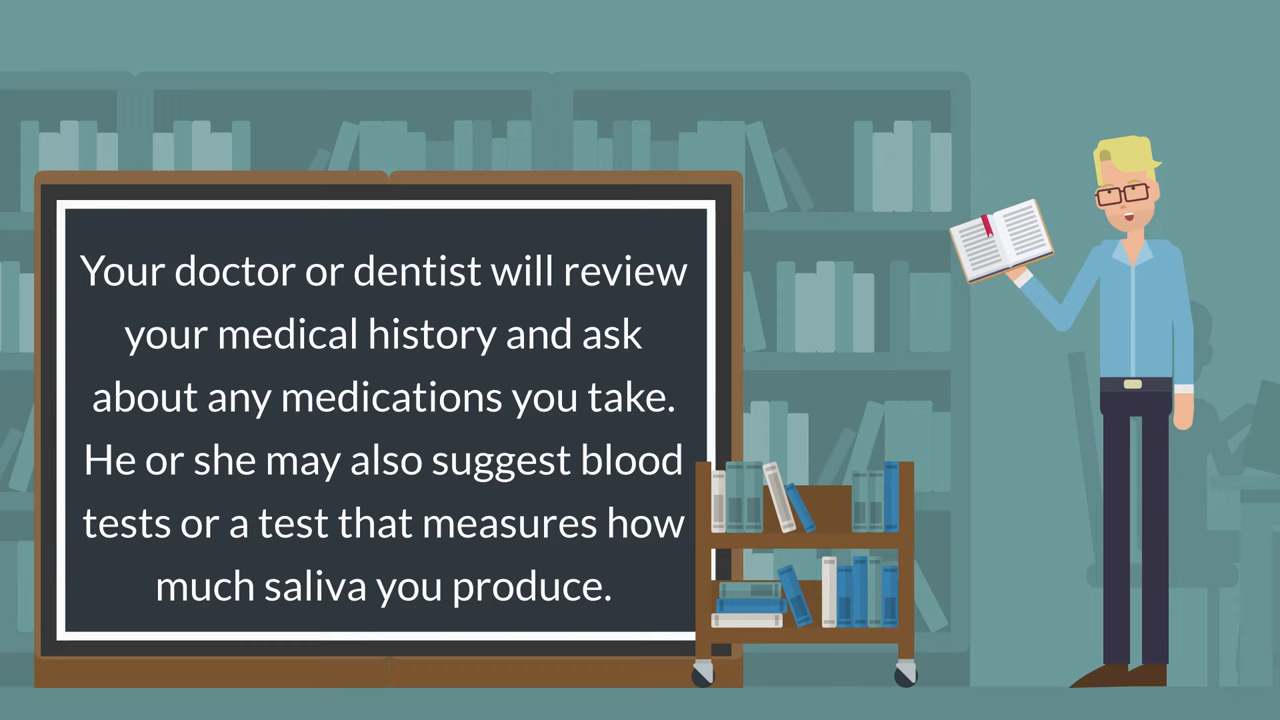 Your doctor or dentist will review
your medical history and ask
about any medications you take.
He or she may also suggest blood
tests or a test that measures how
much saliva you produce.